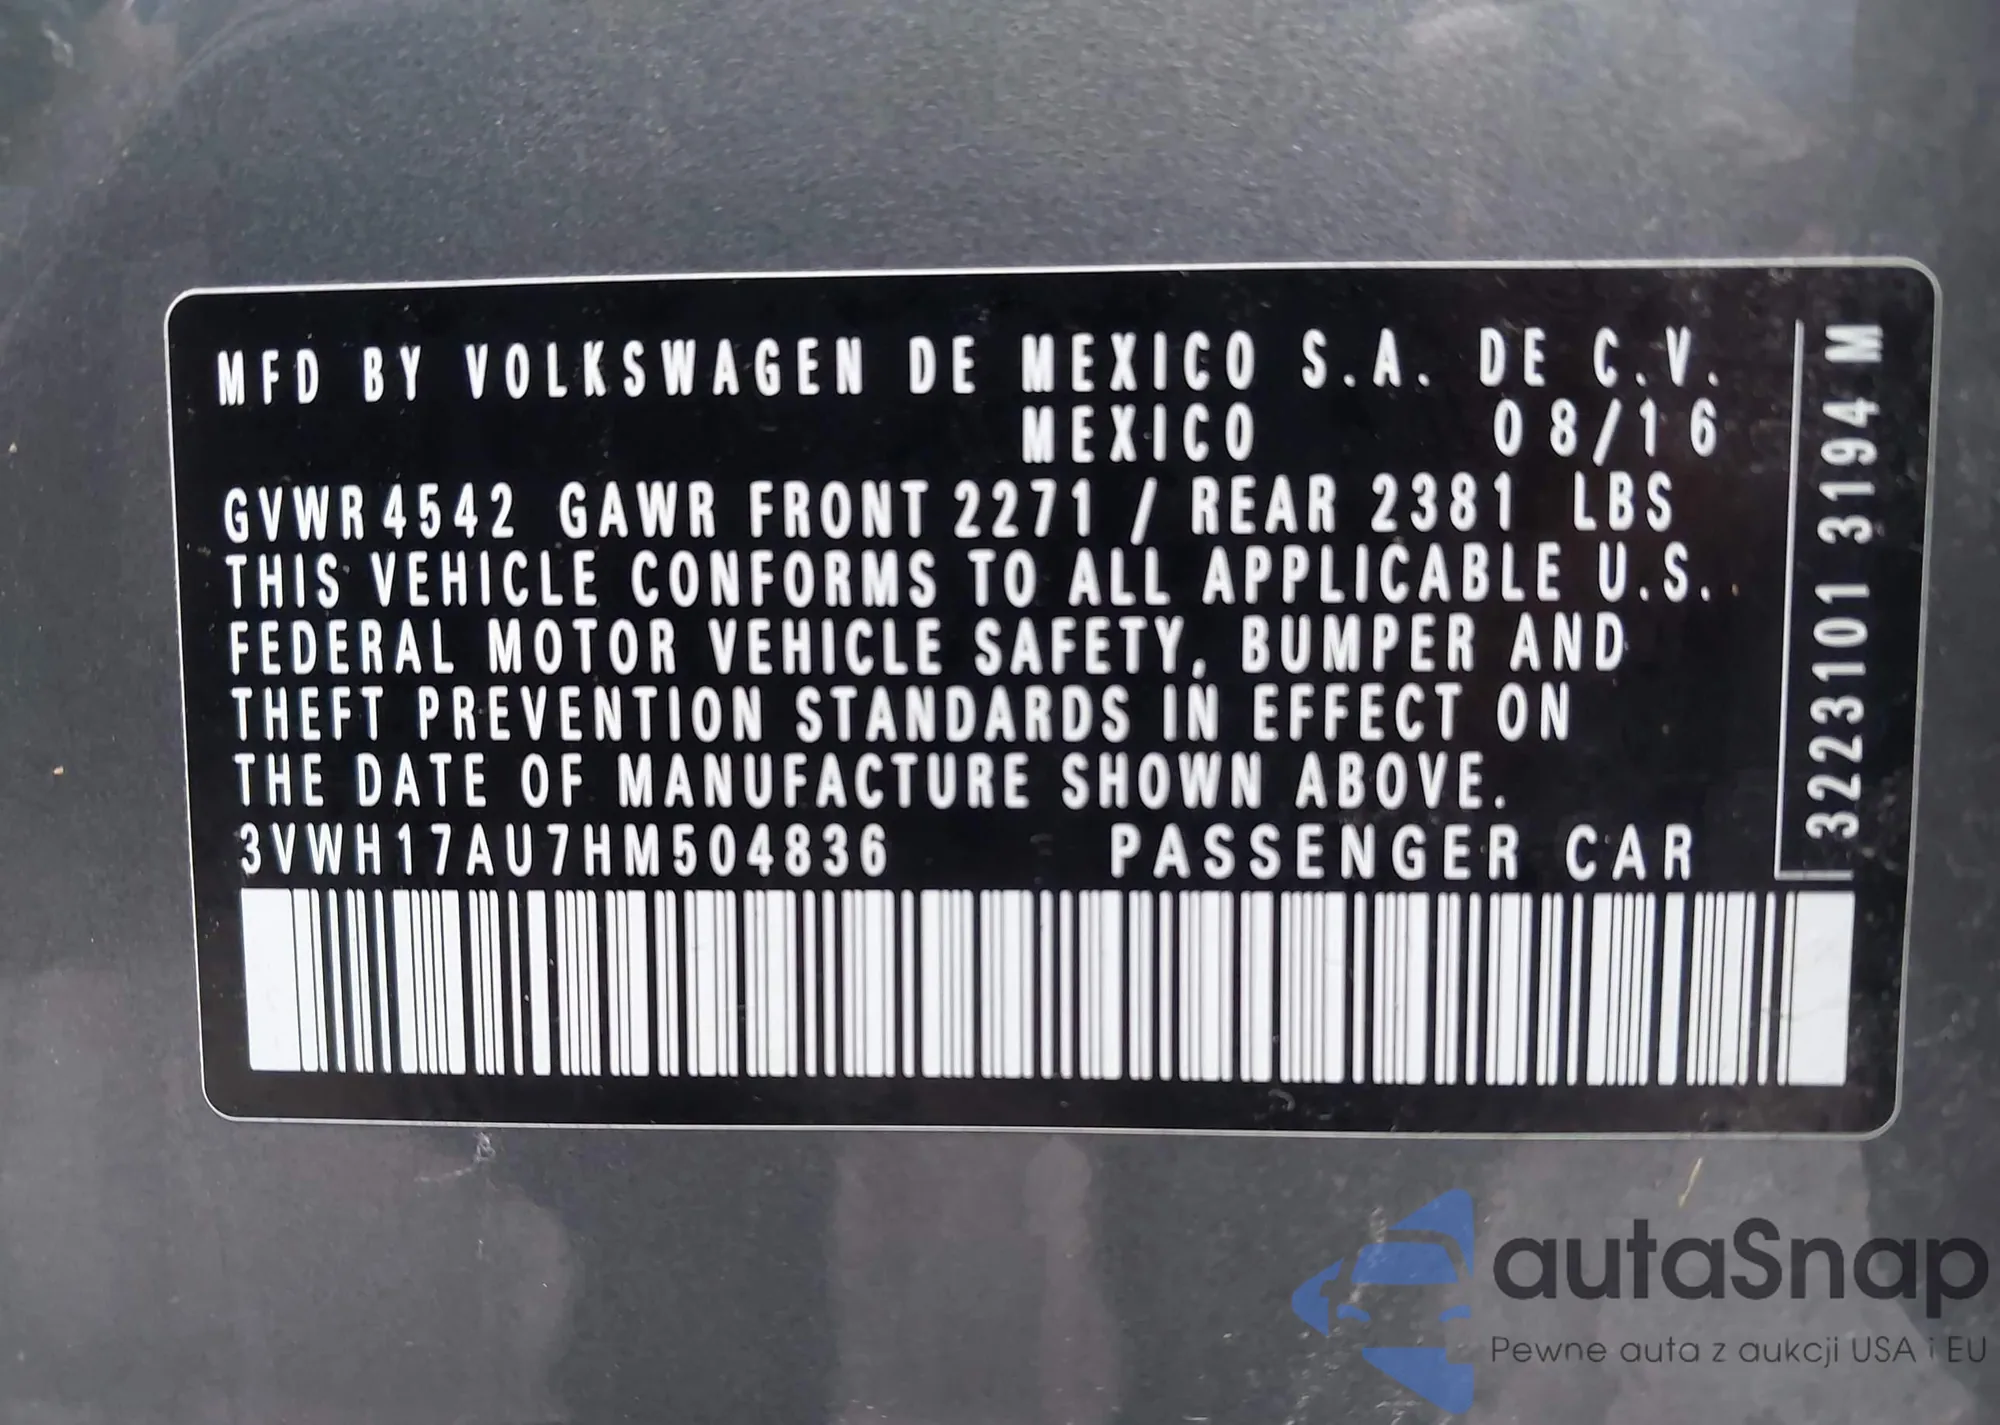 MFD BY VOLKSWAGEN DE MEXICO S.A. DE C.V.
MEXICO 08/16
GVWR 4542 GAWR FRONT 2271 / REAR 2381 LBS
THIS VEHICLE CONFORMS TO ALL APPLICABLE U.S.
FEDERAL MOTOR VEHICLE SAFETY, BUMPER AND
THEFT PREVENTION STANDARDS IN EFFECT ON
THE DATE OF MANUFACTURE SHOWN ABOVE.
3VWH17AU7HM504836 PASSENGER CAR
3223101 3194 M
autaSnap
Pewne auta z aukcji USA i EU